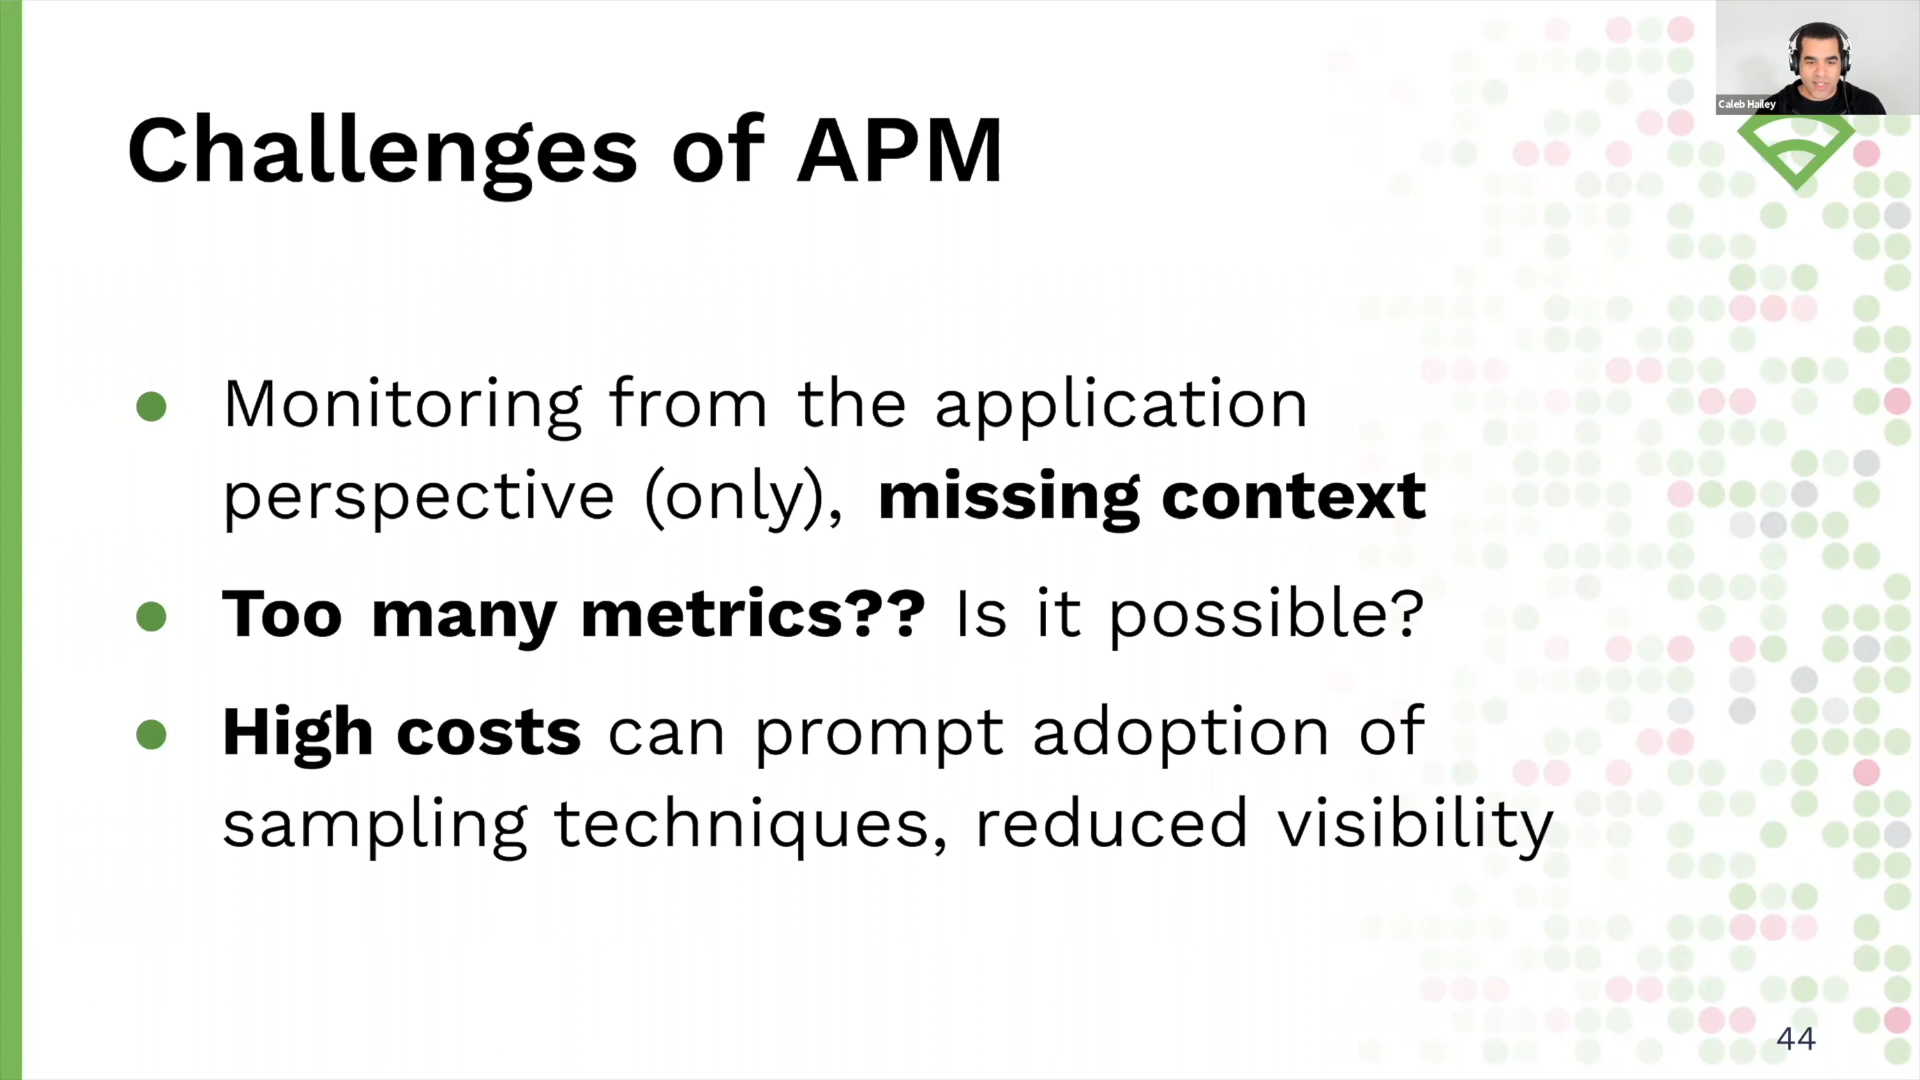 Caleb Hailey
Challenges of APM
● Monitoring from the application
perspective (only), missing context
● Too many metrics?? Is it possible?
● High costs can prompt adoption of
sampling techniques, reduced visibility
44